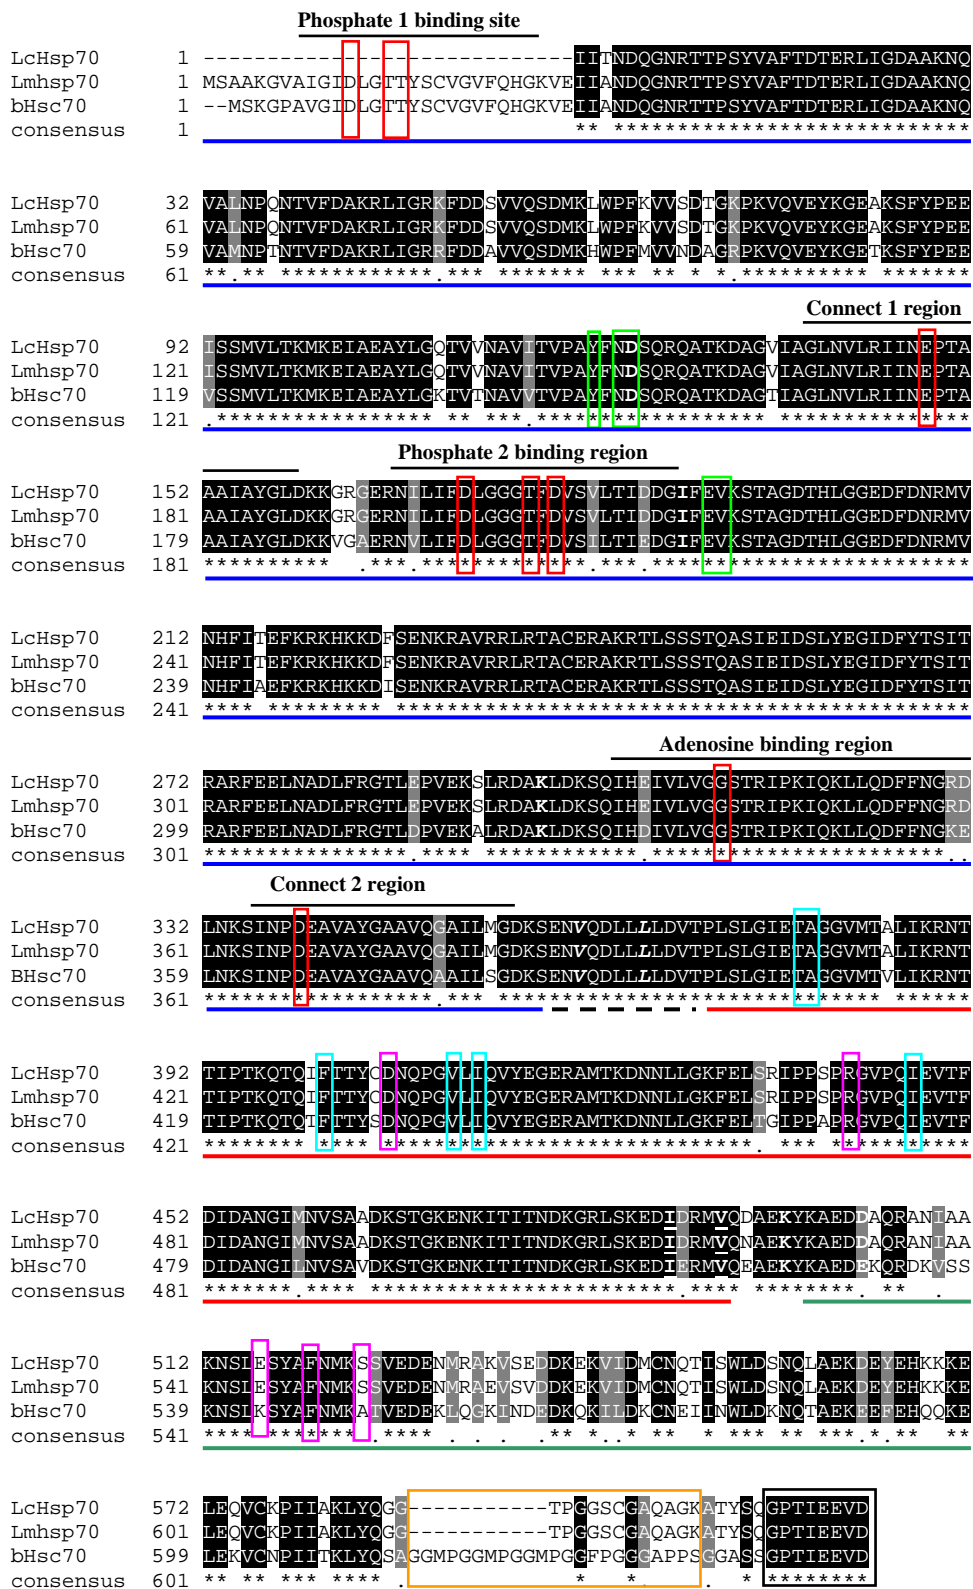 Phosphate 1 binding site
LcHsp70 1 -----------------------------IITNDQGNRTTPSYVAFTDTERLIGDAAKNQ
Lmhsp70 1 MSAAKGVAIGIDLGTTYSCVGVFQHGKVEIIANDQGNRTTPSYVAFTDTERLIGDAAKNQ
bHsc70 1 --MSKGPAVGIDLGTTYSCVGVFQHGKVEIIANDQGNRTTPSYVAFTDTERLIGDAAKNQ
consensus 1 ** ****************************
LcHsp70 32 VALNPQNTVFDAKRLIGRKFDDSVVQSDMKLWPFKVVSDTGKPKVQVEYKGEAKSFYPEE
Lmhsp70 61 VALNPQNTVFDAKRLIGRKFDDSVVQSDMKLWPFKVVSDTGKPKVQVEYKGEAKSFYPEE
bHsc70 59 VAMNPTNTVFDAKRLIGRRFDDAVVQSDMKHWPFMVVNDAGRPKVQVEYKGETKSFYPEE
consensus 61 **.** ************.*** ******* *** ** * *.********** *******
Connect 1 region
LcHsp70 92 ISSMVLTKMKEIAEAYLGQTVVNAVITVPAYFNDSQRQATKDAGVIAGLNVLRIINEPTA
Lmhsp70 121 ISSMVLTKMKEIAEAYLGQTVVNAVITVPAYFNDSQRQATKDAGVIAGLNVLRIINEPTA
bHsc70 119 VSSMVLTKMKEIAEAYLGKTVTNAVVTVPAYFNDSQRQATKDAGTIAGLNVLRIINEPTA
consensus 121 .***************** ** ***.****************** ***************
Phosphate 2 binding region
LcHsp70 152 AAIAYGLDKKGRGERNILIFDLGGGTFDVSVLTIDDGIFEVKSTAGDTHLGGEDFDNRMV
Lmhsp70 181 AAIAYGLDKKGRGERNILIFDLGGGTFDVSVLTIDDGIFEVKSTAGDTHLGGEDFDNRMV
bHsc70 179 AAIAYGLDKKVGAERNVLIFDLGGGTFDVSILTIEDGIFEVKSTAGDTHLGGEDFDNRMV
consensus 181 ********** .***.*************.***.*************************
LcHsp70 212 NHFITEFKRKHKKDFSENKRAVRRLRTACERAKRTLSSSTQASIEIDSLYEGIDFYTSIT
Lmhsp70 241 NHFITEFKRKHKKDFSENKRAVRRLRTACERAKRTLSSSTQASIEIDSLYEGIDFYTSIT
bHsc70 239 NHFIAEFKRKHKKDISENKRAVRRLRTACERAKRTLSSSTQASIEIDSLYEGIDFYTSIT
consensus 241 **** ********* *********************************************
Adenosine binding region
LcHsp70 272 RARFEELNADLFRGTLEPVEKSLRDAKLDKSQIHEIVLVGGSTRIPKIQKLLQDFFNGRD
Lmhsp70 301 RARFEELNADLFRGTLEPVEKSLRDAKLDKSQIHEIVLVGGSTRIPKIQKLLQDFFNGRD
bHsc70 299 RARFEELNADLFRGTLDPVEKALRDAKLDKSQIHDIVLVGGSTRIPKIQKLLQDFFNGKE
consensus 301 ****************.**** ************.***********************..
Connect 2 region
LcHsp70 332 LNKSINPDEAVAYGAAVQGAILMGDKSENVQDLLLLDVTPLSLGIETAGGVMTALIKRNT
Lmhsp70 361 LNKSINPDEAVAYGAAVQGAILMGDKSENVQDLLLLDVTPLSLGIETAGGVMTALIKRNT
BHsc70 359 LNKSINPDEAVAYGAAVQAAILSGDKSENVQDLLLLDVTPLSLGIETAGGVMTVLIKRNT
consensus 361 ******************.*** ****************************** ******
LcHsp70 392 TIPTKQTQIFTTYCDNQPGVLIQVYEGERAMTKDNNLLGKFELSRIPPSPRGVPQIEVTF
Lmhsp70 421 TIPTKQTQIFTTYCDNQPGVLIQVYEGERAMTKDNNLLGKFELSRIPPSPRGVPQIEVTF
bHsc70 419 TIPTKQTQTFTTYSDNQPGVLIQVYEGERAMTKDNNLLGKFELTGIPPAPRGVPQIEVTF
consensus 421 ******** **** *****************************. *** ***********
LcHsp70 452 DIDANGIMNVSAADKSTGKENKITITNDKGRLSKEDIDRMVQDAEKYKAEDDAQRANIAA
Lmhsp70 481 DIDANGIMNVSAADKSTGKENKITITNDKGRLSKEDIDRMVQNAEKYKAEDDAQRANIAA
bHsc70 479 DIDANGILNVSAVDKSTGKENKITITNDKGRLSKEDIERMVQEAEKYKAEDEKQRDKVSS
consensus 481 *******.**** ************************.**** ********. ** ...
LcHsp70 512 KNSLESYAFNMKSSVEDENMRAKVSEDDKEKVIDMCNQTISWLDSNQLAEKDEYEHKKKE
Lmhsp70 541 KNSLESYAFNMKSSVEDENMRAEVSVDDKEKVIDMCNQTISWLDSNQLAEKDEYEHKKKE
bHsc70 539 KNSLKSYAFNMKATVEDEKLQGKINDEDKQKILDKCNEIINWLDKNQTAEKEEFEHQQKE
consensus 541 **** *******..**** . . . .** *..* ** * *** ** ***.*.**..**
LcHsp70 572 LEQVCKPIIAKLYQGG-----------TPGGSCGAQAGKATYSQGPTIEEVD
Lmhsp70 601 LEQVCKPIIAKLYQGG-----------TPGGSCGAQAGKATYSQGPTIEEVD
bHsc70 599 LEKVCNPIITKLYQSAGGMPGGMPGGMPGGFPGGGAPPSGGASSGPTIEEVD
consensus 601 ** ** *** **** . * * . . * ********